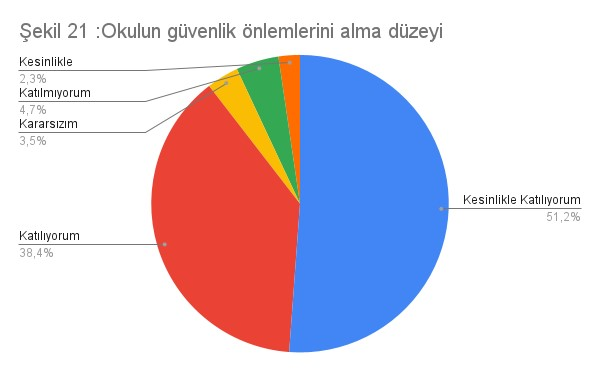 Şekil 21 :Okulun güvenlik önlemlerini alma düzeyi
Kesinlikle
2,3%
Katılmıyorum
4,7%
Kararsızım
3,5%
Katılıyorum
38,4%
Kesinlikle Katılıyorum
51,2%